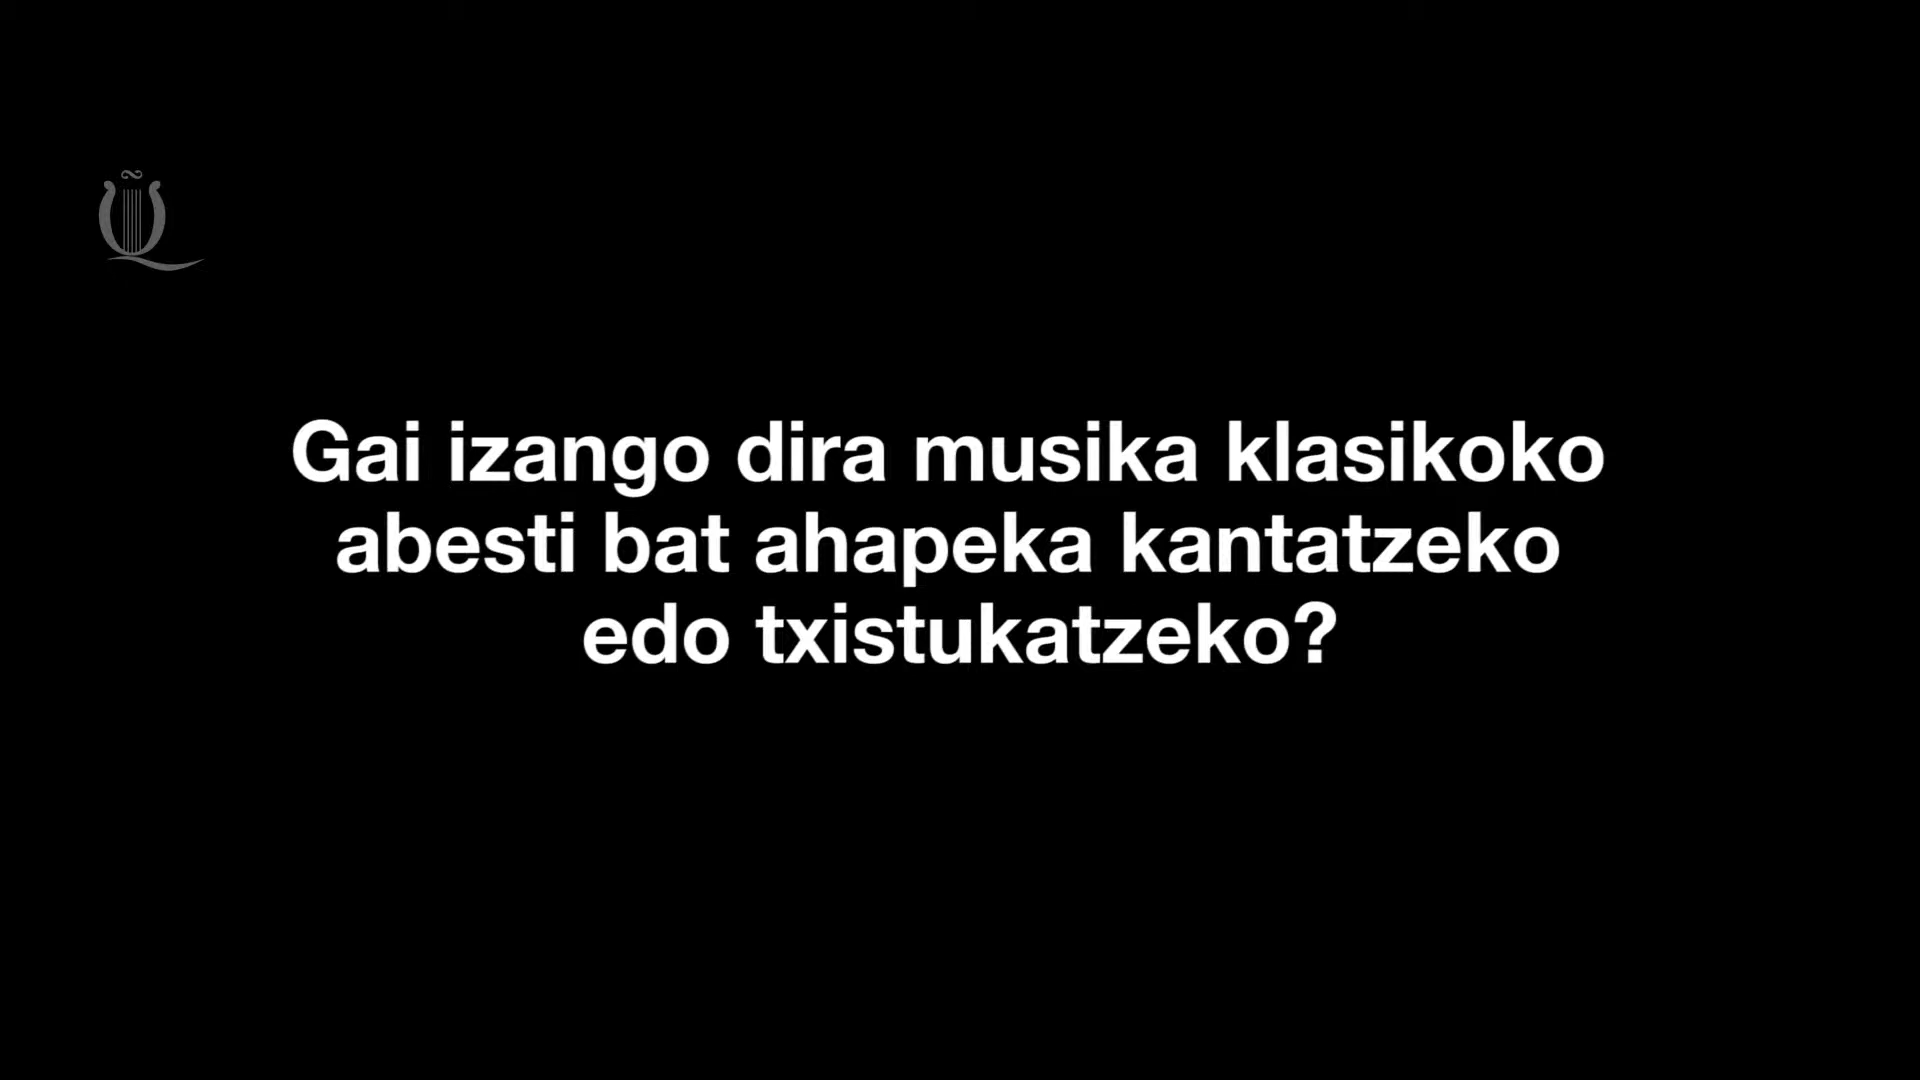 Gai izango dira musika klasikoko
abesti bat ahapeka kantatzeko
edo txistukatzeko?